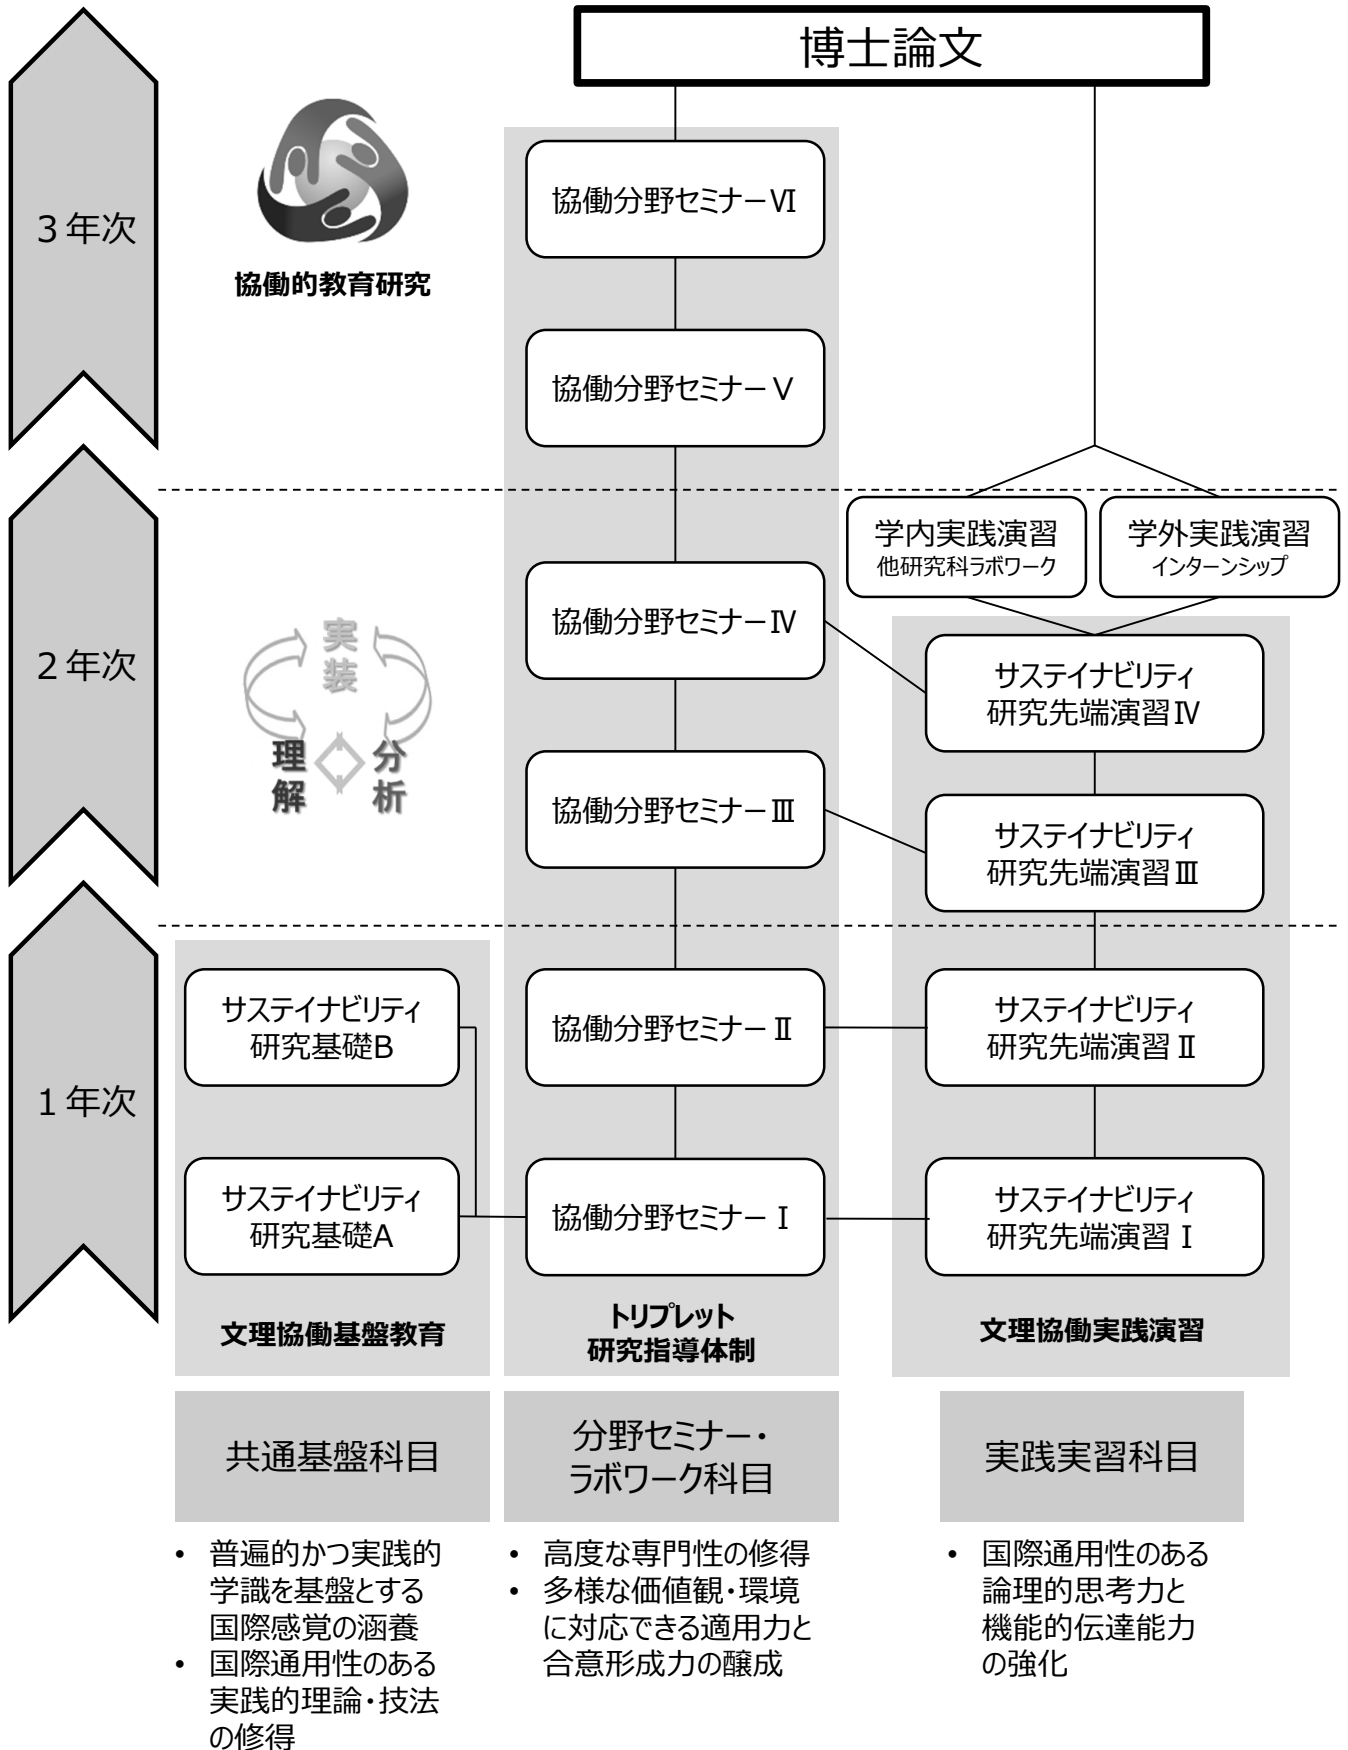 博士論文
３年次
協働的教育研究
協働分野セミナーⅥ
協働分野セミナーⅤ
２年次
実装
理解
分析
学内実践演習
他研究科ラボワーク
学外実践演習
インターンシップ
協働分野セミナーⅣ
サステイナビリティ
研究先端演習Ⅳ
協働分野セミナーⅢ
サステイナビリティ
研究先端演習Ⅲ
１年次
サステイナビリティ
研究基礎B
協働分野セミナーⅡ
サステイナビリティ
研究先端演習Ⅱ
サステイナビリティ
研究基礎A
協働分野セミナーⅠ
サステイナビリティ
研究先端演習Ⅰ
文理協働基盤教育
トリプレット
研究指導体制
文理協働実践演習
共通基盤科目
分野セミナー・
ラボワーク科目
実践実習科目
• 普遍的かつ実践的
学識を基盤とする
国際感覚の涵養
• 国際通用性のある
実践的理論・技法
の修得
• 高度な専門性の修得
• 多様な価値観・環境
に対応できる適用力と
合意形成力の醸成
• 国際通用性のある
論理的思考力と
機能的伝達能力
の強化